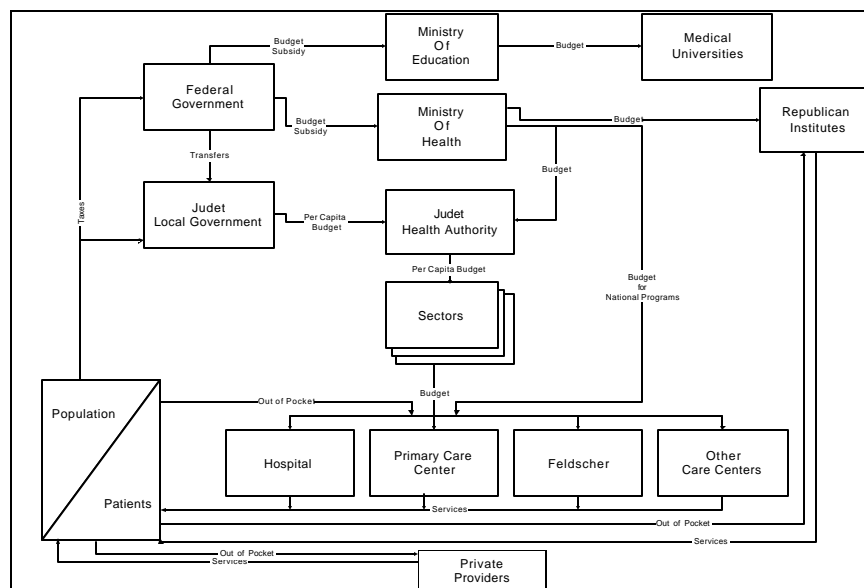 Budget
Subsidy
Ministry
Of
Education
Budget
Medical
Universities
Federal
Government
Budget
Subsidy
Ministry
Of
Health
Budget
Republican
Institutes
Transfers
Budget
Taxes
Judet
Local Government
Per Capita
Budget
Judet
Health Authority
Per Capita Budget
Budget
for
National Programs
Sectors
Budget
Population
Patients
Out of Pocket
Hospital
Primary Care
Center
Feldscher
Other
Care Centers
Services
Out of Pocket
Services
Out of Pocket
Services
Private
Providers